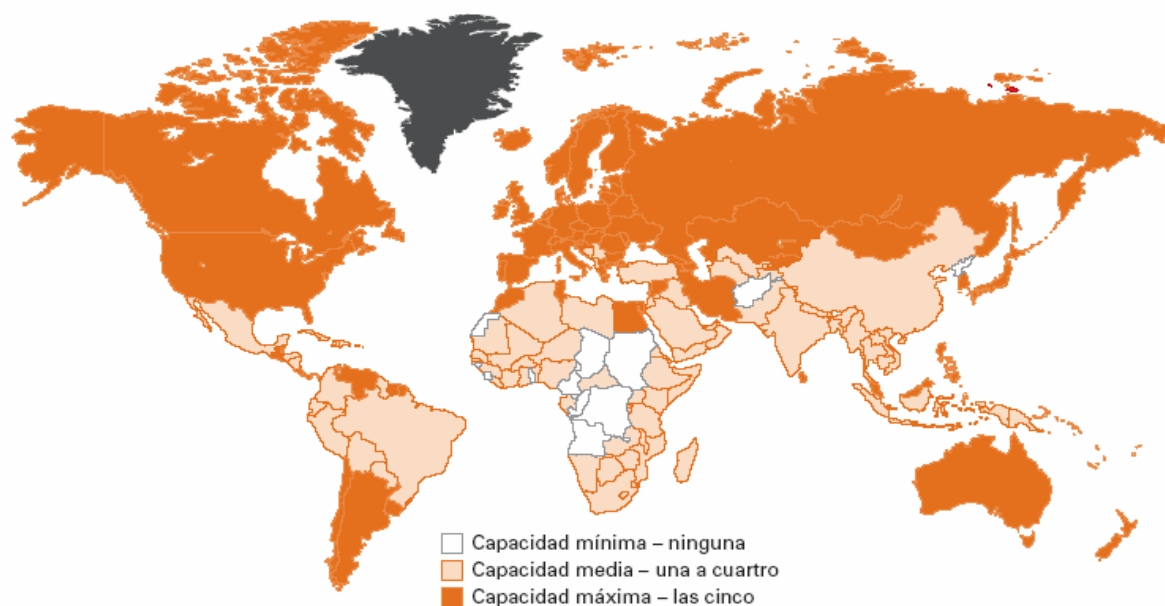 Capacidad mínima – ninguna
Capacidad media – una a cuartro
Capacidad máxima – las cinco